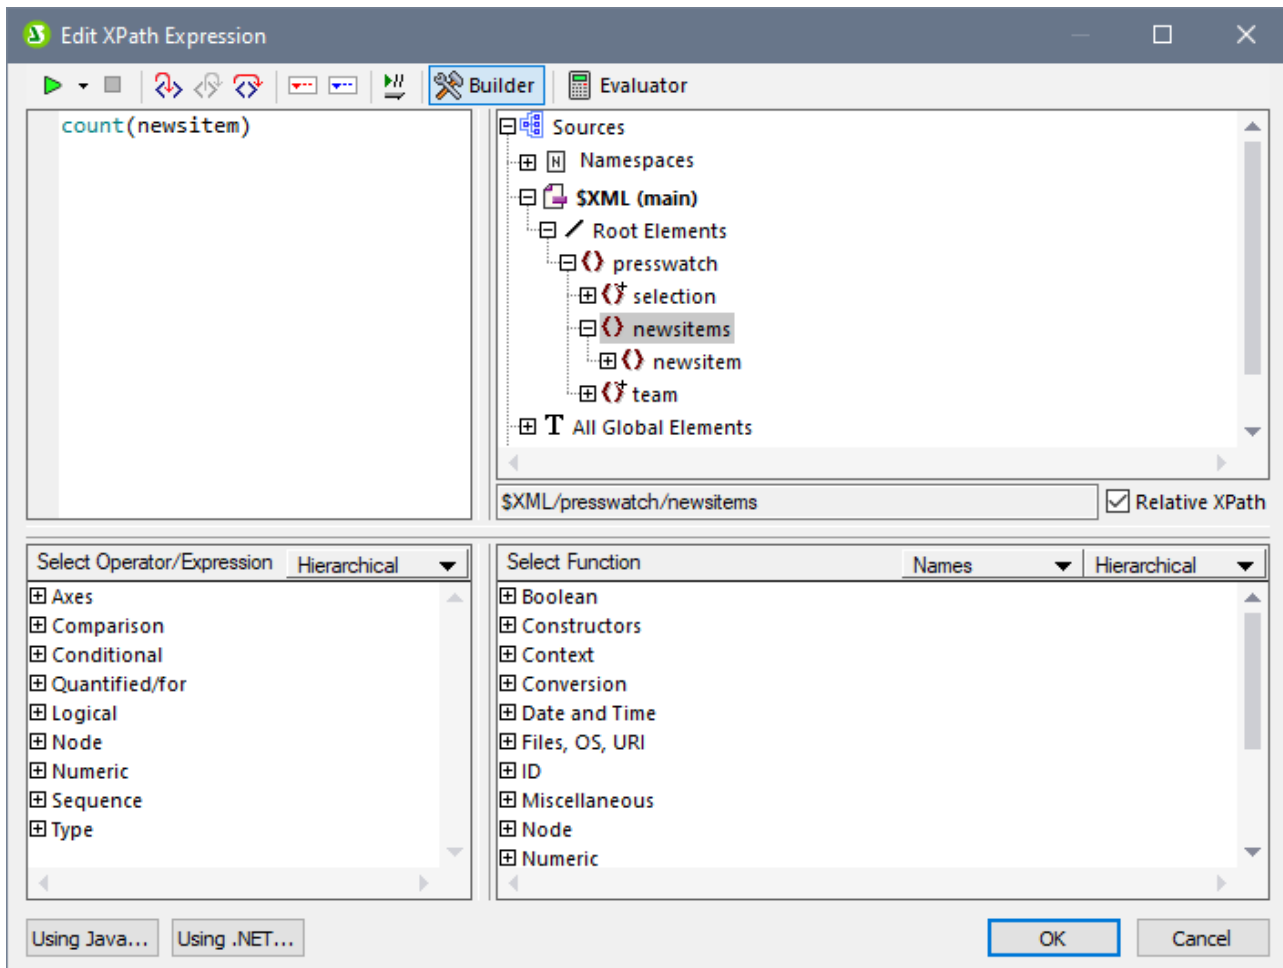 Edit XPath Expression
Builder
Evaluator
count(newsitem)
Sources
Namespaces
$XML (main)
Root Elements
presswatch
selection
newsitems
newsitem
team
T All Global Elements
$XML/presswatch/newsitems
Relative XPath
Select Operator/Expression Hierarchical
Axes
Comparison
Conditional
Quantified/for
Logical
Node
Numeric
Sequence
Type
Select Function Names Hierarchical
Boolean
Constructors
Context
Conversion
Date and Time
Files, OS, URI
ID
Miscellaneous
Node
Numeric
Using Java...
Using .NET...
OK
Cancel